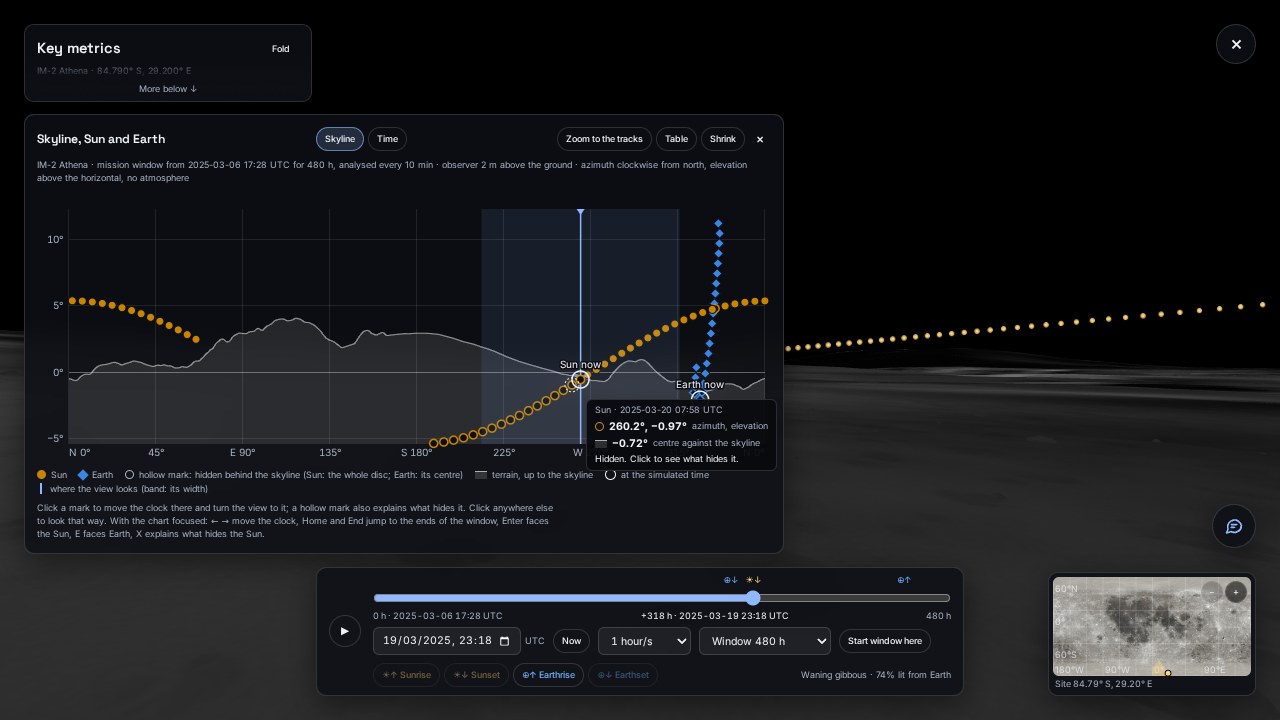 Key metrics
Fold
IM-2 Athena · 84.790° S, 29.200° E
More below ↓
Skyline, Sun and Earth
Skyline
Time
Zoom to the tracks
Table
Shrink
×
IM-2 Athena · mission window from 2025-03-06 17:28 UTC for 480 h, analysed every 10 min · observer 2 m above the ground · azimuth clockwise from north, elevation
above the horizontal, no atmosphere
10°
5°
0°
−5°
Sun now
Earth now
Sun · 2025-03-20 07:58 UTC
260.2°, −0.97° azimuth, elevation
−0.72° centre against the skyline
Hidden. Click to see what hides it.
N 0°
45°
E 90°
135°
S 180°
225°
W
Sun
Earth
hollow mark: hidden behind the skyline (Sun: the whole disc; Earth: its centre)
terrain, up to the skyline
at the simulated time
where the view looks (band: its width)
Click a mark to move the clock there and turn the view to it; a hollow mark also explains what hides it. Click anywhere else
to look that way. With the chart focused: ← → move the clock, Home and End jump to the ends of the window, Enter faces
the Sun, E faces Earth, X explains what hides the Sun.
⊕↓ ☀↓ ⊕↑
0 h · 2025-03-06 17:28 UTC
+318 h · 2025-03-19 23:18 UTC
480 h
19/03/2025, 23:18
UTC
Now
1 hour/s
Window 480 h
Start window here
☀↑ Sunrise
☀↓ Sunset
⊕↑ Earthrise
⊕↓ Earthset
Waning gibbous · 74% lit from Earth
60°N
0°
60°S
180°W
90°W
0°
90°E
−
+
Site 84.79° S, 29.20° E